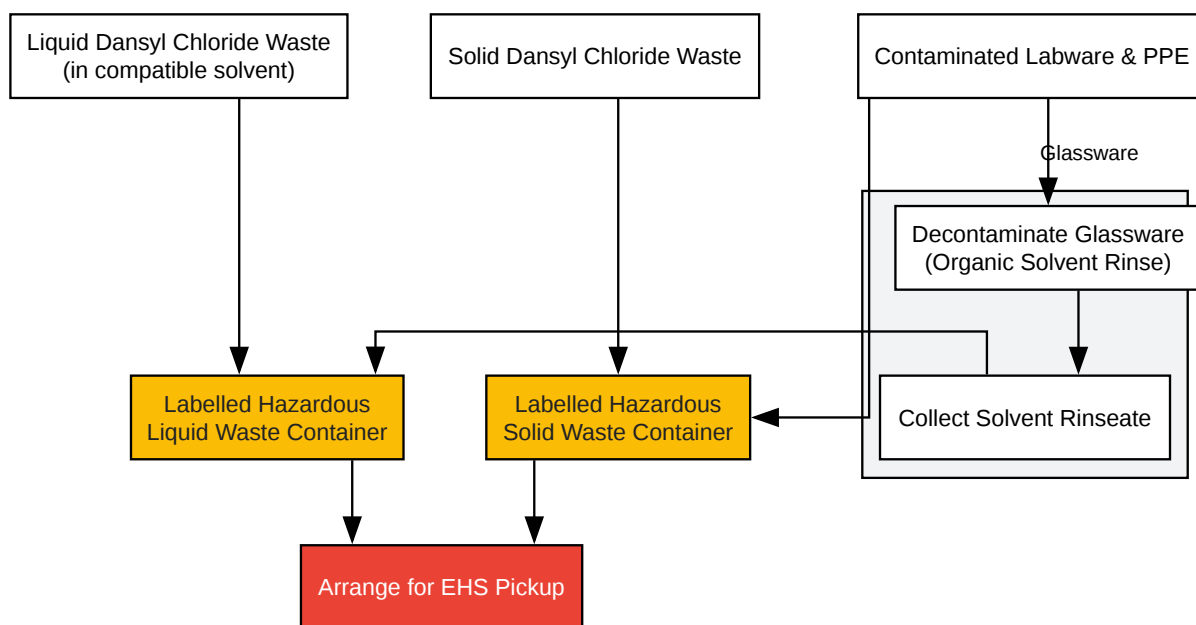 Liquid Dansyl Chloride Waste
(in compatible solvent)
Solid Dansyl Chloride Waste
Contaminated Labware & PPE
Glassware
Decontaminate Glassware
(Organic Solvent Rinse)
Labelled Hazardous
Liquid Waste Container
Labelled Hazardous
Solid Waste Container
Collect Solvent Rinseate
Arrange for EHS Pickup